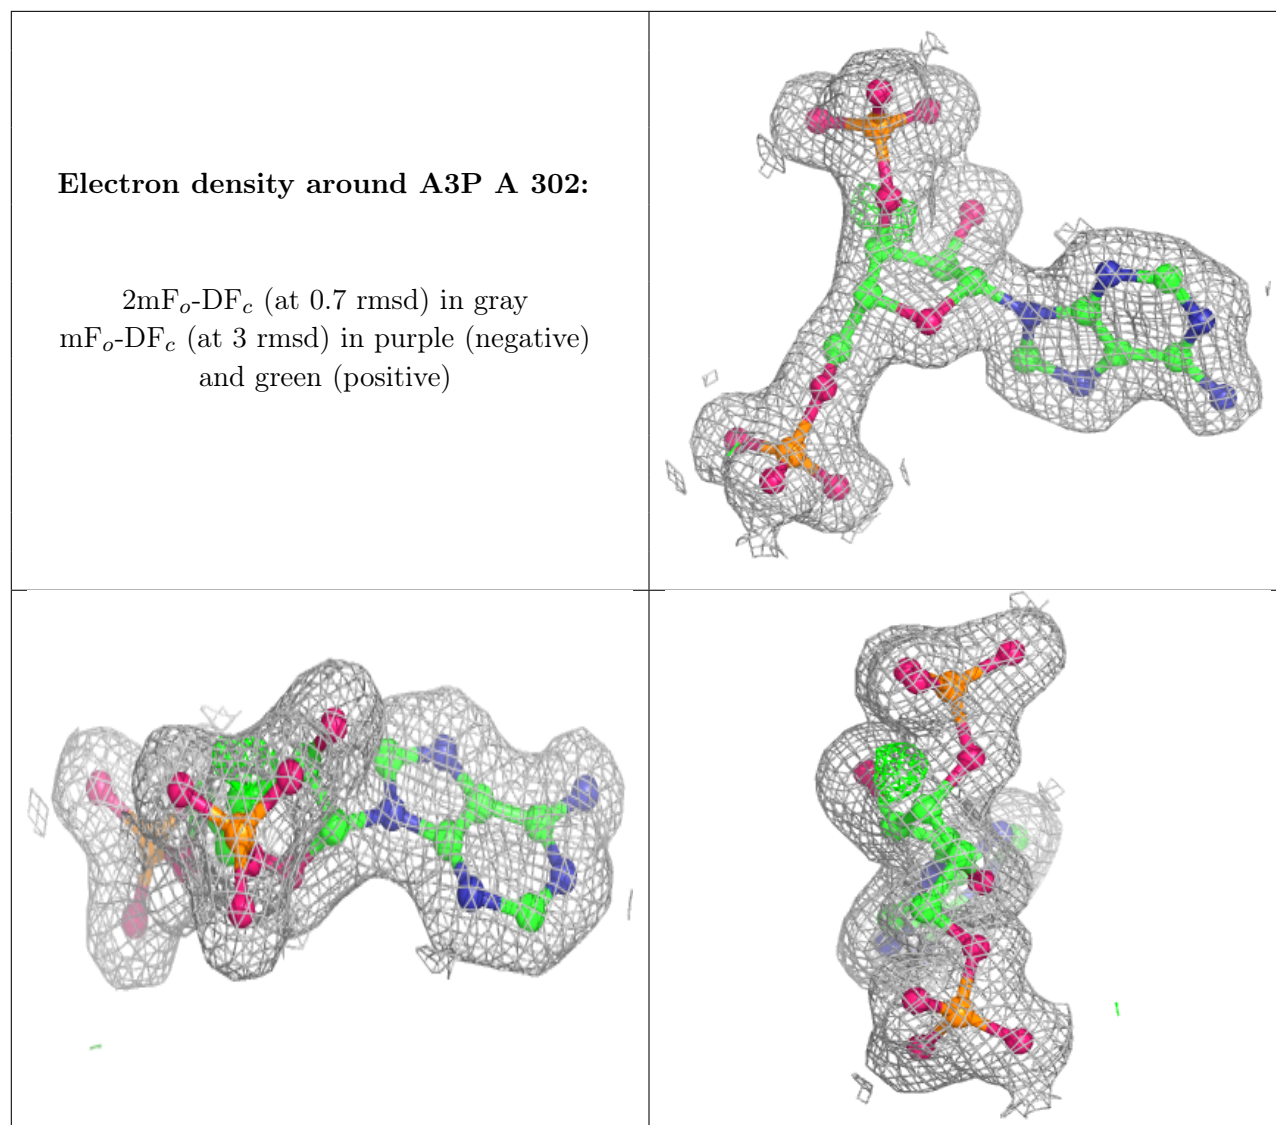 Electron density around A3P A 302:
2mFo-DFc (at 0.7 rmsd) in gray
mFo-DFc (at 3 rmsd) in purple (negative)
and green (positive)